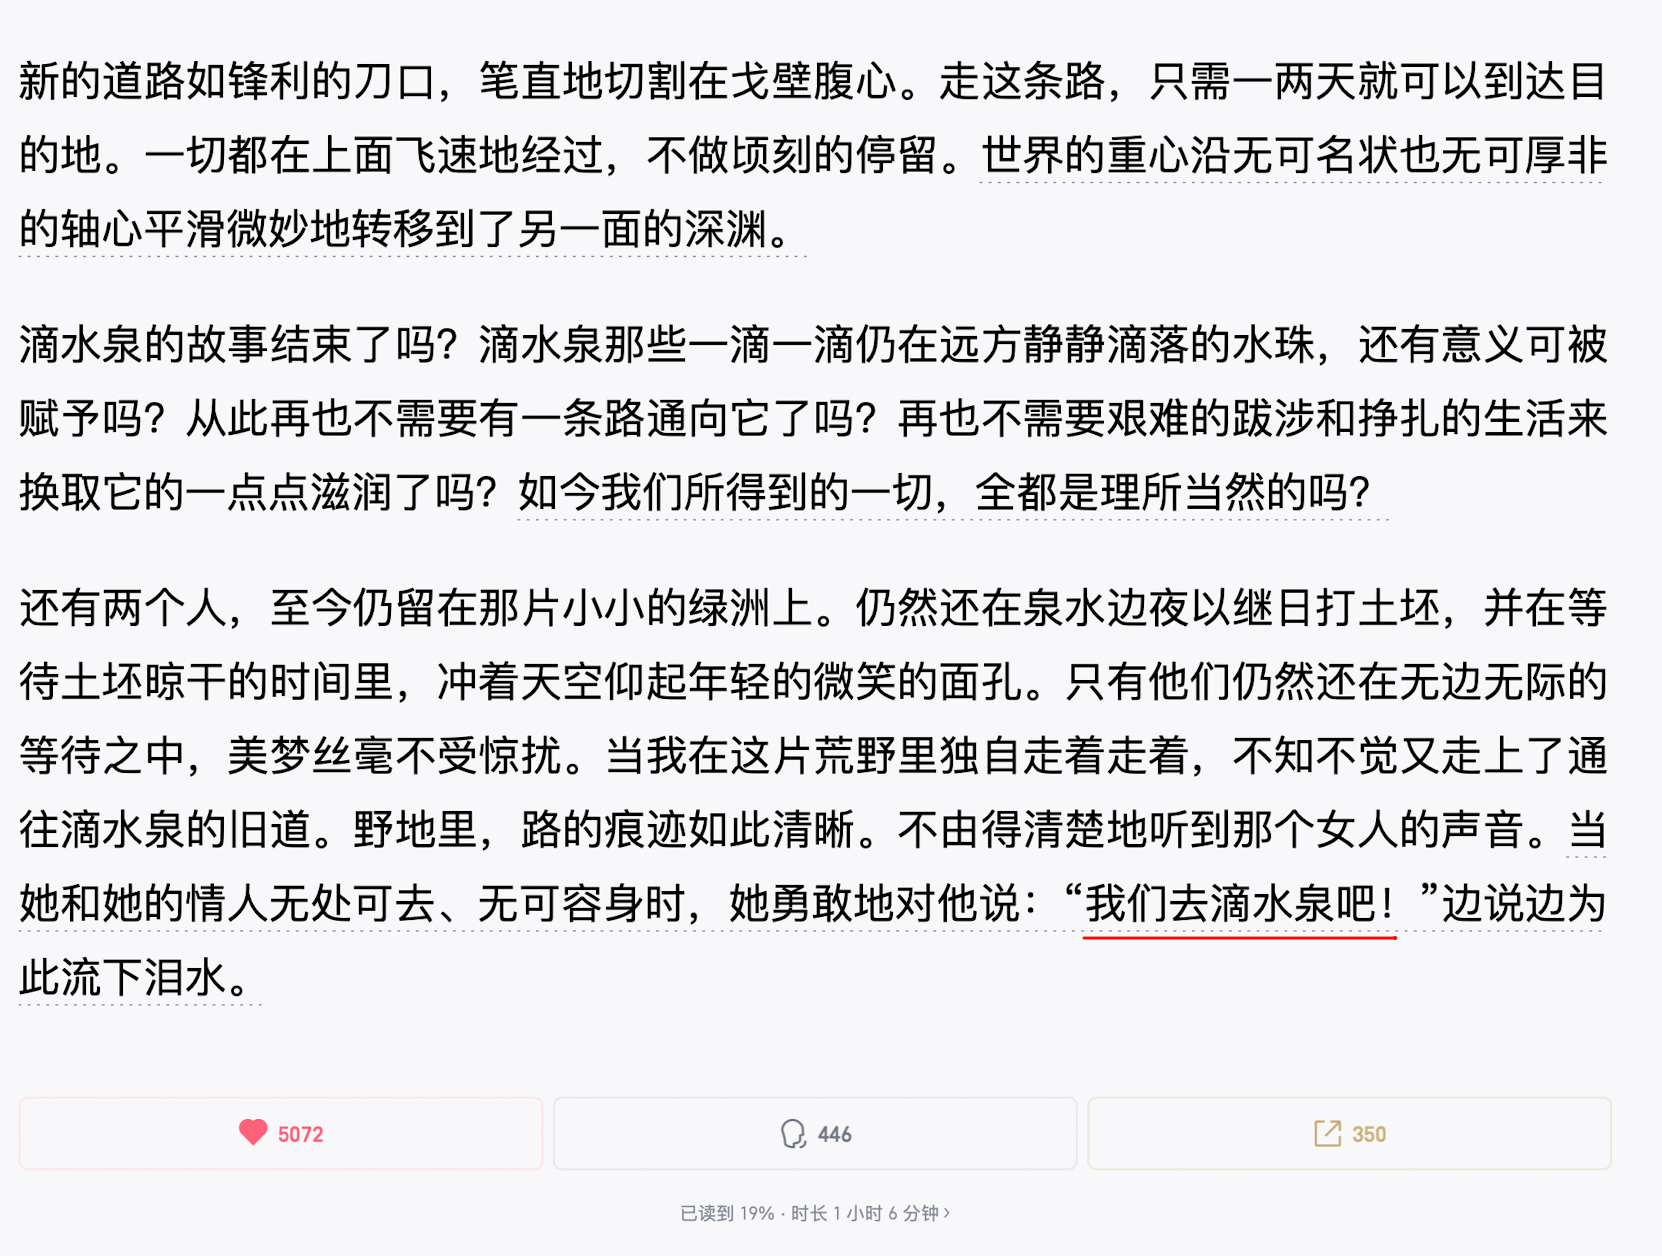 新的道路如锋利的刀口，笔直地切割在戈壁腹心。走这条路，只需一两天就可以到达目
的地。一切都在上面飞速地经过，不做顷刻的停留。世界的重心沿无可名状也无可厚非
的轴心平滑微妙地转移到了另一面的深渊。
滴水泉的故事结束了吗？滴水泉那些一滴一滴仍在远方静静滴落的水珠，还有意义可被
赋予吗？从此再也不需要有一条路通向它了吗？再也不需要艰难的跋涉和挣扎的生活来
换取它的一点点滋润了吗？如今我们所得到的一切，全都是理所当然的吗？
还有两个人，至今仍留在那片小小的绿洲上。仍然还在泉水边夜以继日打土坯，并在等
待土坯晾干的时间里，冲着天空仰起年轻的微笑的面孔。只有他们仍然还在无边无际的
等待之中，美梦丝毫不受惊扰。当我在这片荒野里独自走着走着，不知不觉又走上了通
往滴水泉的旧道。野地里，路的痕迹如此清晰。不由得清楚地听到那个女人的声音。当
她和她的情人无处可去、无可容身时，她勇敢地对他说：“我们去滴水泉吧！”边说边为
此流下泪水。
5072
446
350
已读到 19% · 时长 1 小时 6 分钟 ›